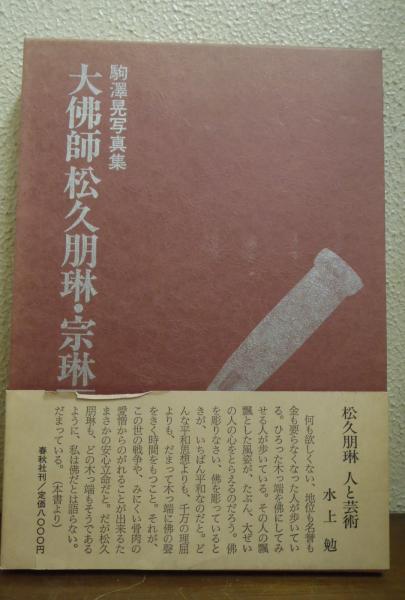 駒澤晃写真集
大佛師 松久朋琳・宗琳
松久朋琳 人と芸術
水上 勉
何も欲しくない、地位も名誉も
金も要らなくなった人が歩いてい
る。ひろった木っ端を佛にしてみ
せる人が歩いている。その人の飄
飄とした風姿が、たぶん、大ぜい
の人の心をとらえるのだろう。佛
を彫りなさい、佛を彫っていると
きが、いちばん平和なのだと。ど
んな平和思想よりも、千万の理屈
よりも、だまって木っ端に佛の聲
をきく時間をもつこと。それが、
この世の戦争や、みにくい骨肉の
愛憎からのがれることが出来るた
まさかの安心立命だと。だが松久
朋琳も、どの木っ端もそうである
ように、私は佛だとは語らない。
だまっている。（本書より）
春秋社刊／定価八〇〇〇円